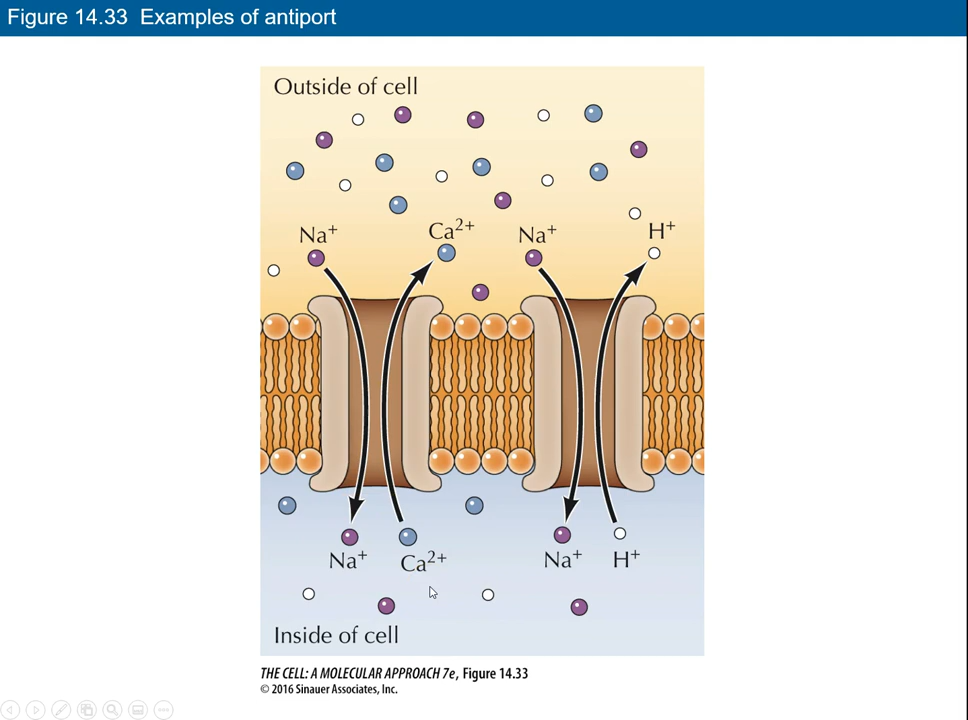 Figure 14.33 Examples of antiport
Outside of cell
Na⁺ Ca²⁺ Na⁺ H⁺
Na⁺ Ca²⁺ Na⁺ H⁺
Inside of cell
THE CELL: A MOLECULAR APPROACH 7e, Figure 14.33
© 2016 Sinauer Associates, Inc.